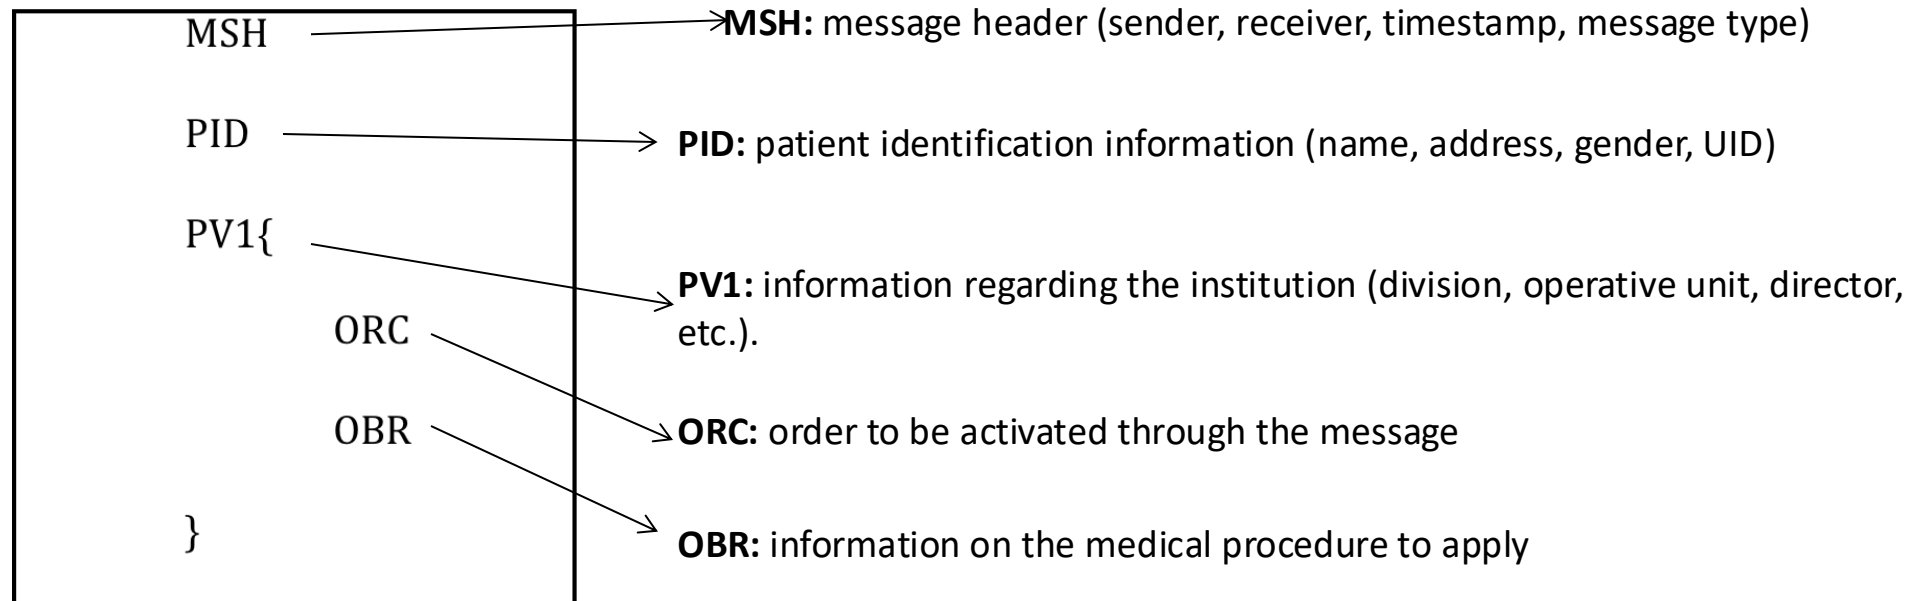 MSH
MSH: message header (sender, receiver, timestamp, message type)
PID
PID: patient identification information (name, address, gender, UID)
PV1{
PV1: information regarding the institution (division, operative unit, director,
etc.).
ORC
ORC: order to be activated through the message
OBR
OBR: information on the medical procedure to apply
}